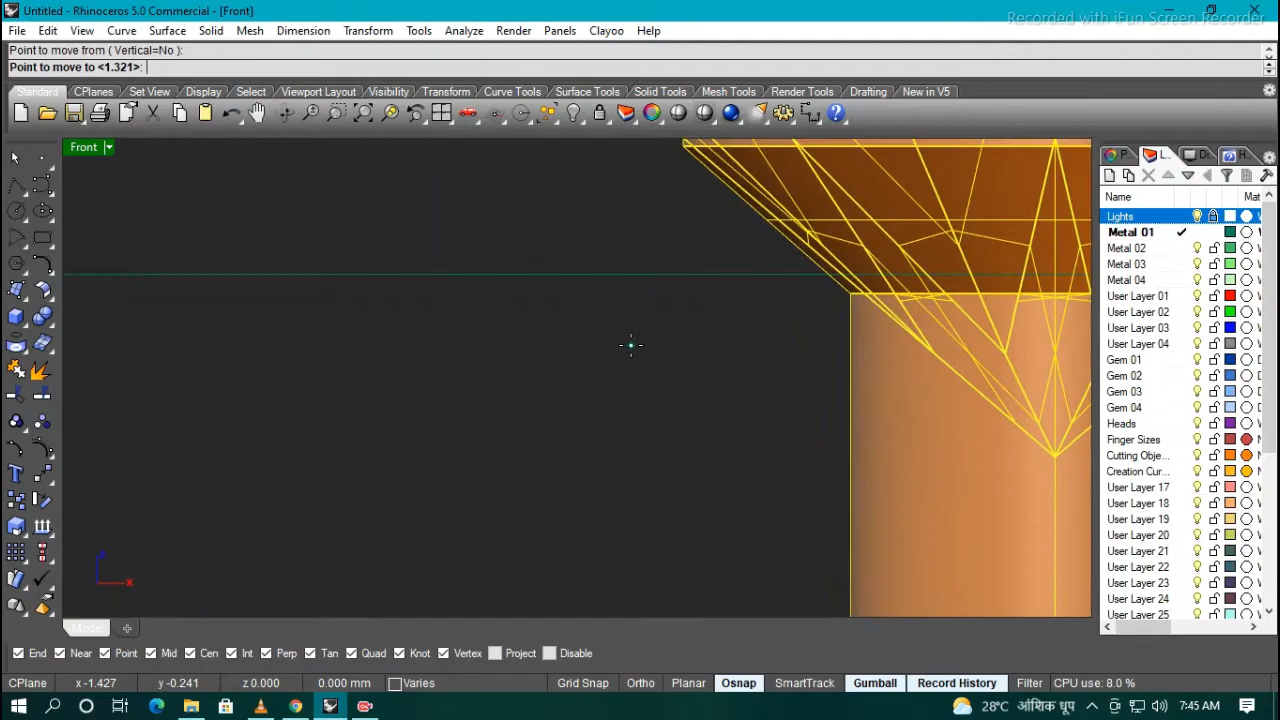 Untitled - Rhinoceros 5.0 Commercial - [Front]
Recorded with iFun Screen Recorder
File Edit View Curve Surface Solid Mesh Dimension Transform Tools Analyze Render Panels Clayoo Help
Point to move from ( Vertical=No ):
Point to move to <1.321>:
Standard CPlanes Set View Display Select Viewport Layout Visibility Transform Curve Tools Surface Tools Mesh Tools Render Tools Drafting New in V5
Front
P... L... Di H...
Name Mat
Lights
Metal 01
Metal 02
Metal 03
Metal 04
User Layer 01
User Layer 02
User Layer 03
User Layer 04
Gem 01
Gem 02
Gem 03
Gem 04
Heads
Finger Sizes
Cutting Obje...
Creation Cur...
User Layer 17
User Layer 18
User Layer 19
User Layer 20
User Layer 21
User Layer 22
User Layer 23
User Layer 24
User Layer 25
x
Model
End Near Point Mid Cen Int Perp Tan Quad Knot Vertex Project Disable
CPlane x -1.427 y -0.241 z 0.000 0.000 mm Varies Grid Snap Ortho Planar Osnap SmartTrack Gumball Record History Filter CPU use: 8.0 %
28°C आंशिक धूप 7:45 AM